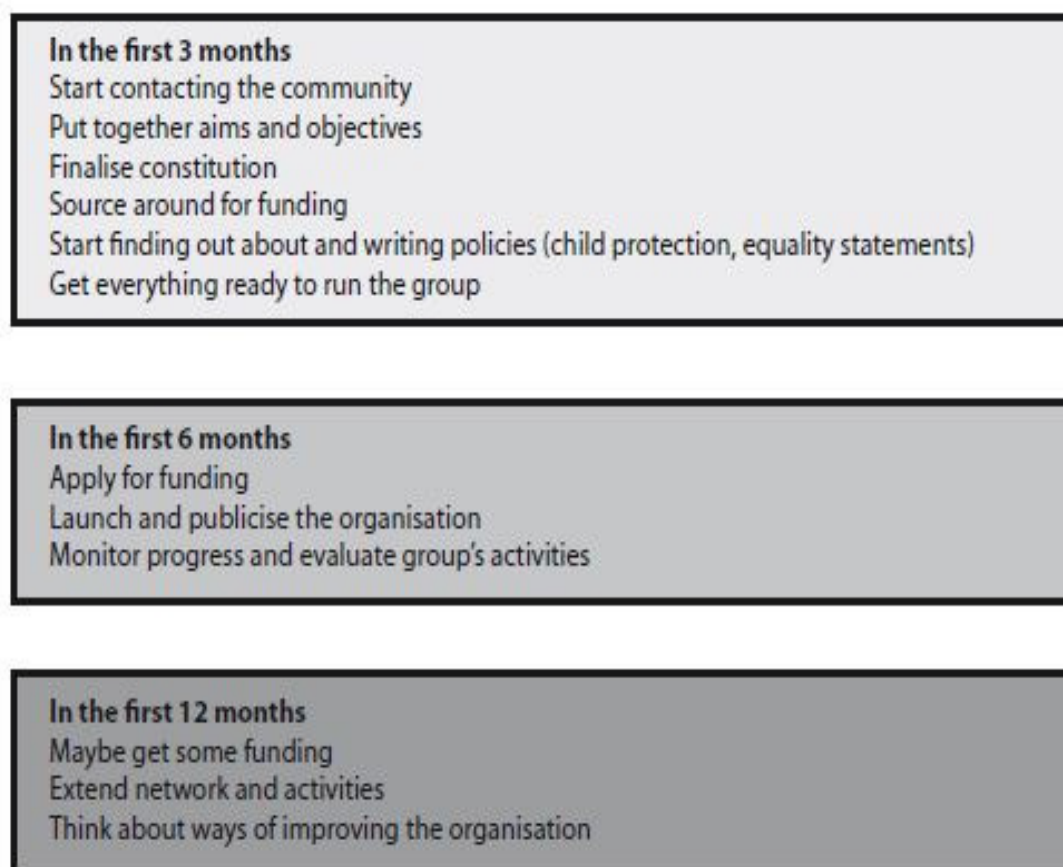 In the first 3 months
Start contacting the community
Put together aims and objectives
Finalise constitution
Source around for funding
Start finding out about and writing policies (child protection, equality statements)
Get everything ready to run the group
In the first 6 months
Apply for funding
Launch and publicise the organisation
Monitor progress and evaluate group's activities
In the first 12 months
Maybe get some funding
Extend network and activities
Think about ways of improving the organisation